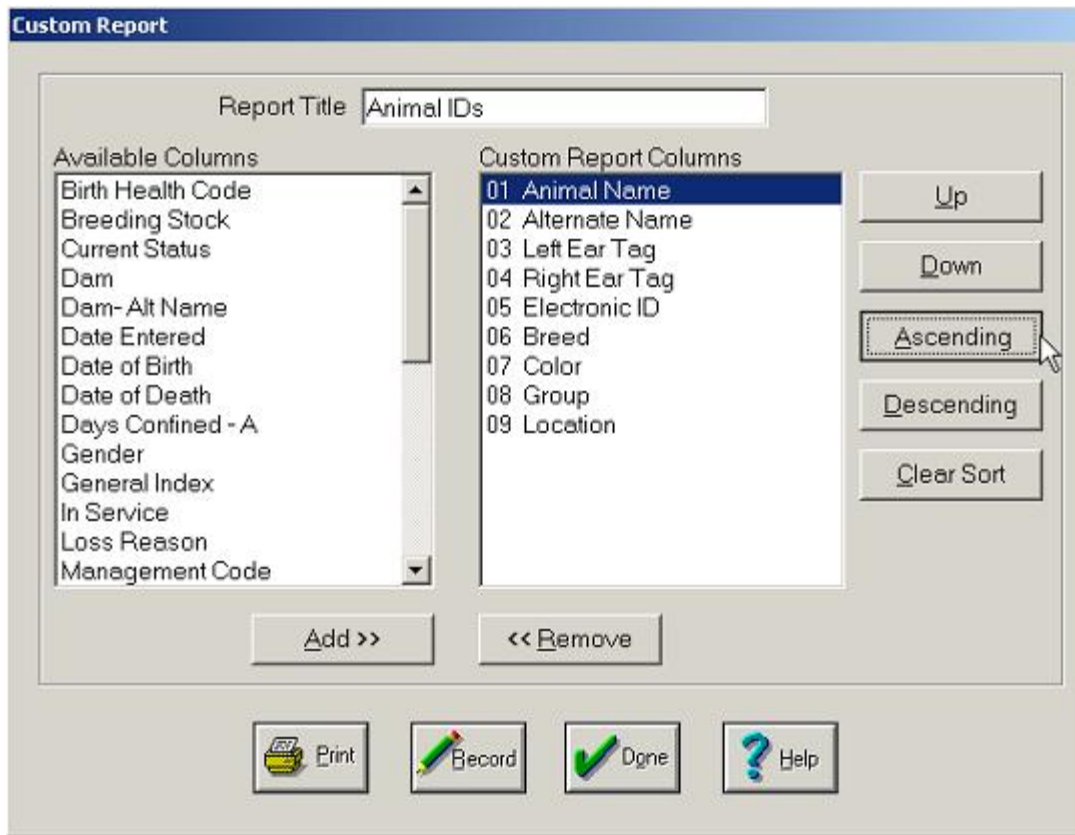 Custom Report
Report Title Animal IDs
Available Columns
Birth Health Code
Breeding Stock
Current Status
Dam
Dam- Alt Name
Date Entered
Date of Birth
Date of Death
Days Confined - A
Gender
General Index
In Service
Loss Reason
Management Code
Custom Report Columns
01 Animal Name
02 Alternate Name
03 Left Ear Tag
04 Right Ear Tag
05 Electronic ID
06 Breed
07 Color
08 Group
09 Location
Up
Down
Ascending
Descending
Clear Sort
Add >>
<< Remove
Print
Record
Done
Help